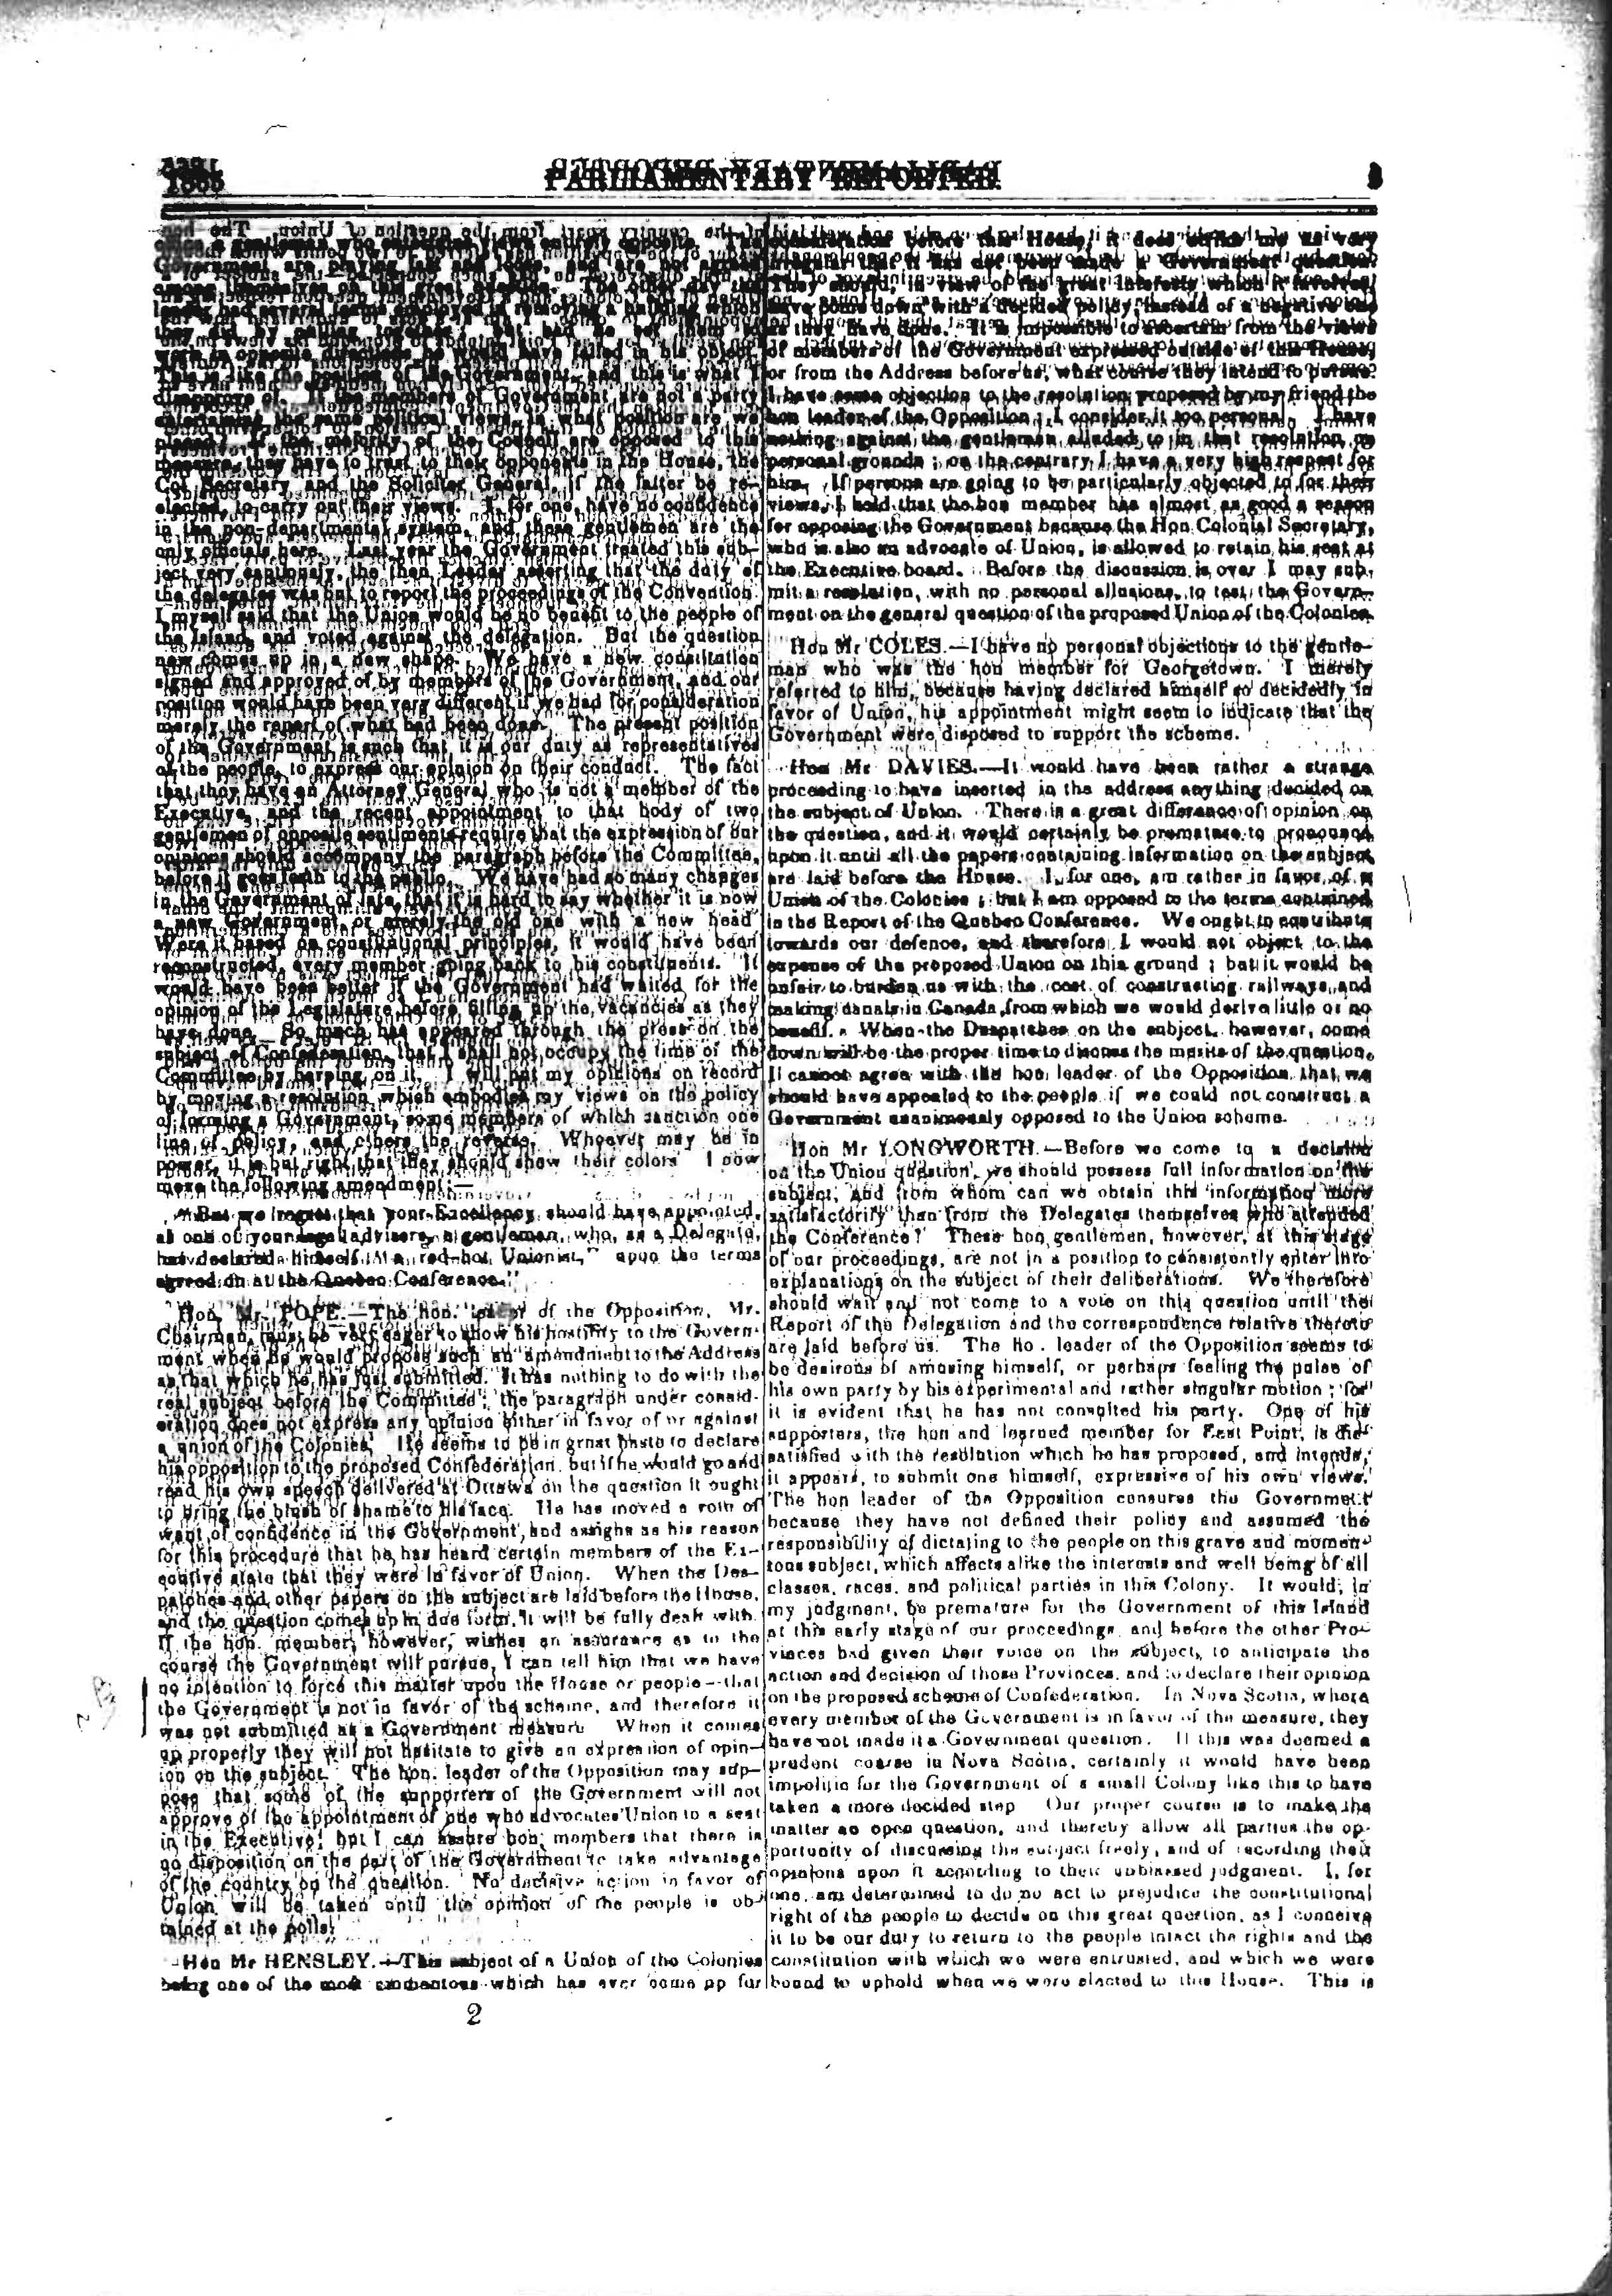 1865
PARLIAMENTARY REPORTER.
a gentleman who entertains views entirely opposite. The
Government are and are not
among themselves on this great question. The other day the
leader had several teams employed in removing a building which
they did by pulling together; but had he set them to
work in opposite directions he would have failed in his object.
This is like the position of the Government, and this is what I
disapprove of. If the members of Government are not a party
entertaining the same political views, in what position are we
placed? If the majority of the Council are opposed to this
measure, they have to trust to their opponents in the House, the
Col Secretary and the Solicitor General, if the latter be re-
elected, to carry out their views. I, for one, have no confidence
in the non-departmental system, and these gentlemen are the
only officials here. Last year the Government treated this sub-
ject very cautiously, the then Leader asserting that the duty of
the delegates was but to report the proceedings of the Convention.
I myself said that the Union would be no benefit to the people of
the Island, and voted against the delegation. But the question
now comes up in a new shape. We have a new constitution
signed and approved of by members of the Government, and our
position would have been very different if we had for consideration
merely the report of what had been done. The present position
of the Government is such that it is our duty as representatives
of the people, to express our opinion on their conduct. The fact
that they have an Attorney General who is not a member of the
Executive, and the recent appointment to that body of two
gentlemen of opposite sentiments require that the expression of our
opinions should accompany the paragraph before the Committee,
before it goes forth to the public. We have had so many changes
in the Government of late, that it is hard to say whether it is now
a new Government, or merely the old one with a new head
Were it based on constitutional principles, it would have been
reconstructed, every member going back to his constituents. It
would have been better if the Government had waited for the
opinion of the Legislature before filling up the vacancies as they
have done. So much has appeared through the press on the
subject of Confederation, that I shall not occupy the time of the
Committee by harping on it. I will put my opinions on record
by moving a resolution which embodies my views on the policy
of forming a Government, some members of which sanction one
line of policy, and others the reverse. Whoever may be in
power, it is but right that they should show their colors I now
move the following amendment:—
"But we regret that your Excellency should have appointed,
as one of your legal advisers, a gentleman, who, as a Delegate,
has declared himself "a red-hot Unionist," upon the terms
agreed on at the Quebec Conference."
Hon. Mr. POPE.—The hon. leader of the Opposition, Mr.
Chairman, must be very eager to show his hostility to the Govern-
ment when he would propose such an amendment to the Address
as that which he has just submitted. It has nothing to do with the
real subject before the Committee; the paragraph under consid-
eration does not express any opinion either in favor of or against
a union of the Colonies. He seems to be in great haste to declare
his opposition to the proposed Confederation, but if he would go and
read his own speech delivered at Ottawa on the question it ought
to bring the blush of shame to his face. He has moved a vote of
want of confidence in the Government, and assigns as his reason
for this procedure that he has heard certain members of the Ex-
ecutive state that they were in favor of Union. When the Des-
patches and other papers on the subject are laid before the House,
and the question comes up in due form, it will be fully dealt with.
If the hon. member, however, wishes an assurance as to the
course the Government will pursue, I can tell him that we have
no intention to force this matter upon the House or people—that
the Government is not in favor of the scheme, and therefore it
was not submitted as a Government measure When it comes
up properly they will not hesitate to give an expression of opin-
ion on the subject. The hon. leader of the Opposition may sup-
pose that some of the supporters of the Government will not
approve of the appointment of one who advocates Union to a seat
in the Executive; but I can assure hon. members that there is
no disposition on the part of the Government to take advantage
of the country on the question. No decisive action in favor of
Union will be taken until the opinion of the people is ob-
tained at the polls.
Hon Mr HENSLEY.—This subject of a Union of the Colonies
being one of the most momentous which has ever come up for
2
consideration before this House, it does strike me as very
irregular that it has not been made a Government question.
They should, in view of the great interests which it involves,
have come down with a decided policy, instead of a negative one
as they have done. It is impossible to ascertain from the views
of members of the Government expressed outside of this House,
or from the Address before us, what course they intend to pursue.
I have some objection to the resolution proposed by my friend the
hon leader of the Opposition; I consider it too personal. I have
nothing against the gentleman alluded to in that resolution on
personal grounds; on the contrary I have a very high respect for
him. If persons are going to be particularly objected to for their
views, I hold that the hon member has almost as good a reason
for opposing the Government because the Hon Colonial Secretary,
who is also an advocate of Union, is allowed to retain his seat at
the Executive board. Before the discussion is over I may sub-
mit a resolution, with no personal allusions, to test the Govern-
ment on the general question of the proposed Union of the Colonies.
Hon Mr COLES.—I have no personal objections to the gentle-
man who was the hon member for Georgetown. I merely
referred to him, because having declared himself so decidedly in
favor of Union, his appointment might seem to indicate that the
Government were disposed to support the scheme.
Hon Mr DAVIES.—It would have been rather a strange
proceeding to have inserted in the address anything decided on
the subject of Union. There is a great difference of opinion on
the question, and it would certainly be premature to pronounce
upon it until all the papers containing information on the subject
are laid before the House. I, for one, am rather in favor of a
Union of the Colonies; but I am opposed to the terms contained
in the Report of the Quebec Conference. We ought to contribute
towards our defence, and therefore I would not object to the
expense of the proposed Union on this ground; but it would be
unfair to burden us with the cost of constructing railways and
making canals in Canada, from which we would derive little or no
benefit. When the Despatches on the subject, however, come
down will be the proper time to discuss the merits of the question.
I cannot agree with the hon leader of the Opposition, that we
should have appealed to the people if we could not construct a
Government unanimously opposed to the Union scheme.
Hon Mr LONGWORTH.—Before we come to a decision
on the Union question, we should possess full information on the
subject, and from whom can we obtain this information more
satisfactorily than from the Delegates themselves who attended
the Conference? These hon gentlemen, however, at this stage
of our proceedings, are not in a position to consistently enter into
explanations on the subject of their deliberations. We therefore
should wait and not come to a vote on this question until the
Report of the Delegation and the correspondence relative thereto
are laid before us. The ho. leader of the Opposition seems to
be desirous of amusing himself, or perhaps feeling the pulse of
his own party by his experimental and rather singular motion; for
it is evident that he has not consulted his party. One of his
supporters, the hon and learned member for East Point, is dis-
satisfied with the resolution which he has proposed, and intends,
it appears, to submit one himself, expressive of his own views.
The hon leader of the Opposition censures the Government
because they have not defined their policy and assumed the
responsibility of dictating to the people on this grave and momen-
tous subject, which affects alike the interests and well being of all
classes, races, and political parties in this Colony. It would, in
my judgment, be premature for the Government of this Island
at this early stage of our proceedings, and before the other Pro-
vinces had given their voice on the subject, to anticipate the
action and decision of those Provinces, and to declare their opinion
on the proposed scheme of Confederation. In Nova Scotia, where
every member of the Government is in favor of the measure, they
have not made it a Government question. If this was deemed a
prudent course in Nova Scotia, certainly it would have been
impolitic for the Government of a small Colony like this to have
taken a more decided step Our proper course is to make the
matter an open question, and thereby allow all parties the op-
portunity of discussing the subject freely, and of recording their
opinions upon it according to their unbiassed judgment. I, for
one, am determined to do no act to prejudice the constitutional
right of the people to decide on this great question, as I conceive
it to be our duty to return to the people intact the rights and the
constitution with which we were entrusted, and which we were
bound to uphold when we were elected to this House. This is